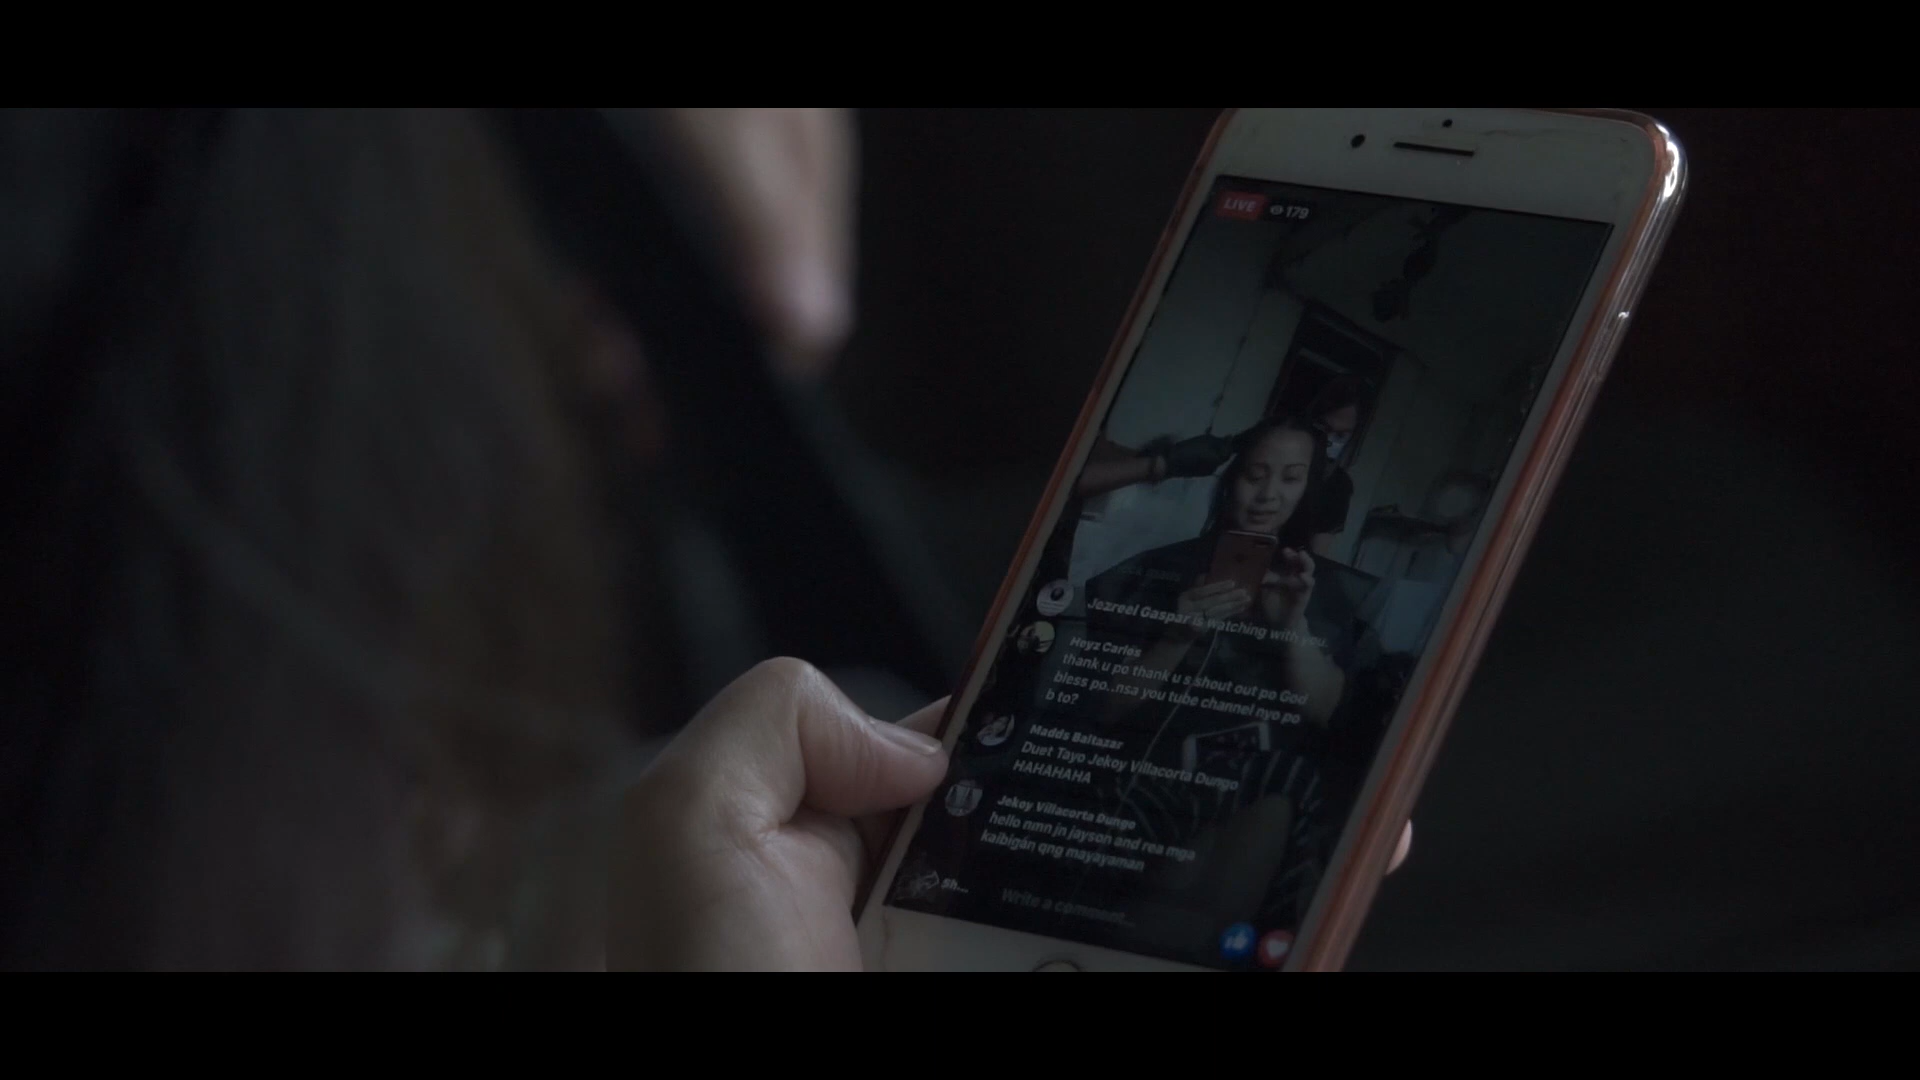 LIVE 179
Jezreel Gaspar is watching with you.
Heyz Carlos
thank u po thank u s shout out po God
bless po..nsa you tube channel nyo po
b to?
Madds Baltazar
Duet Tayo Jekoy Villacorta Dungo
HAHAHAHA
Jekoy Villacorta Dungo
hello nmn jn jayson and rea mga
kaibigan qng mayayaman
Sh...
Write a comment...